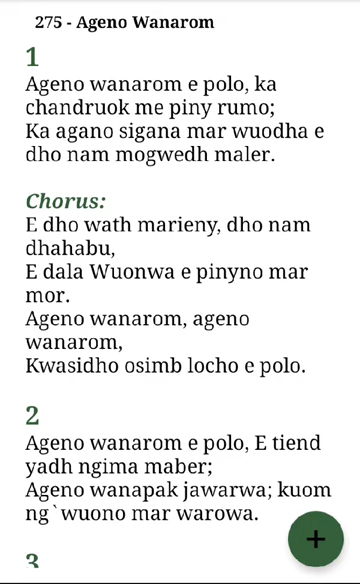 275 - Ageno Wanarom
1
Ageno wanarom e polo, ka
chandruok me piny rumo;
Ka agano sigana mar wuodha e
dho nam mogwedh maler.
Chorus:
E dho wath marieny, dho nam
dhahabu,
E dala Wuonwa e pinyno mar
mor.
Ageno wanarom, ageno
wanarom,
Kwasidho osimb locho e polo.
2
Ageno wanarom e polo, E tiend
yadh ngima maber;
Ageno wanapak jawarwa; kuom
ng`wuono mar warowa.
3
+